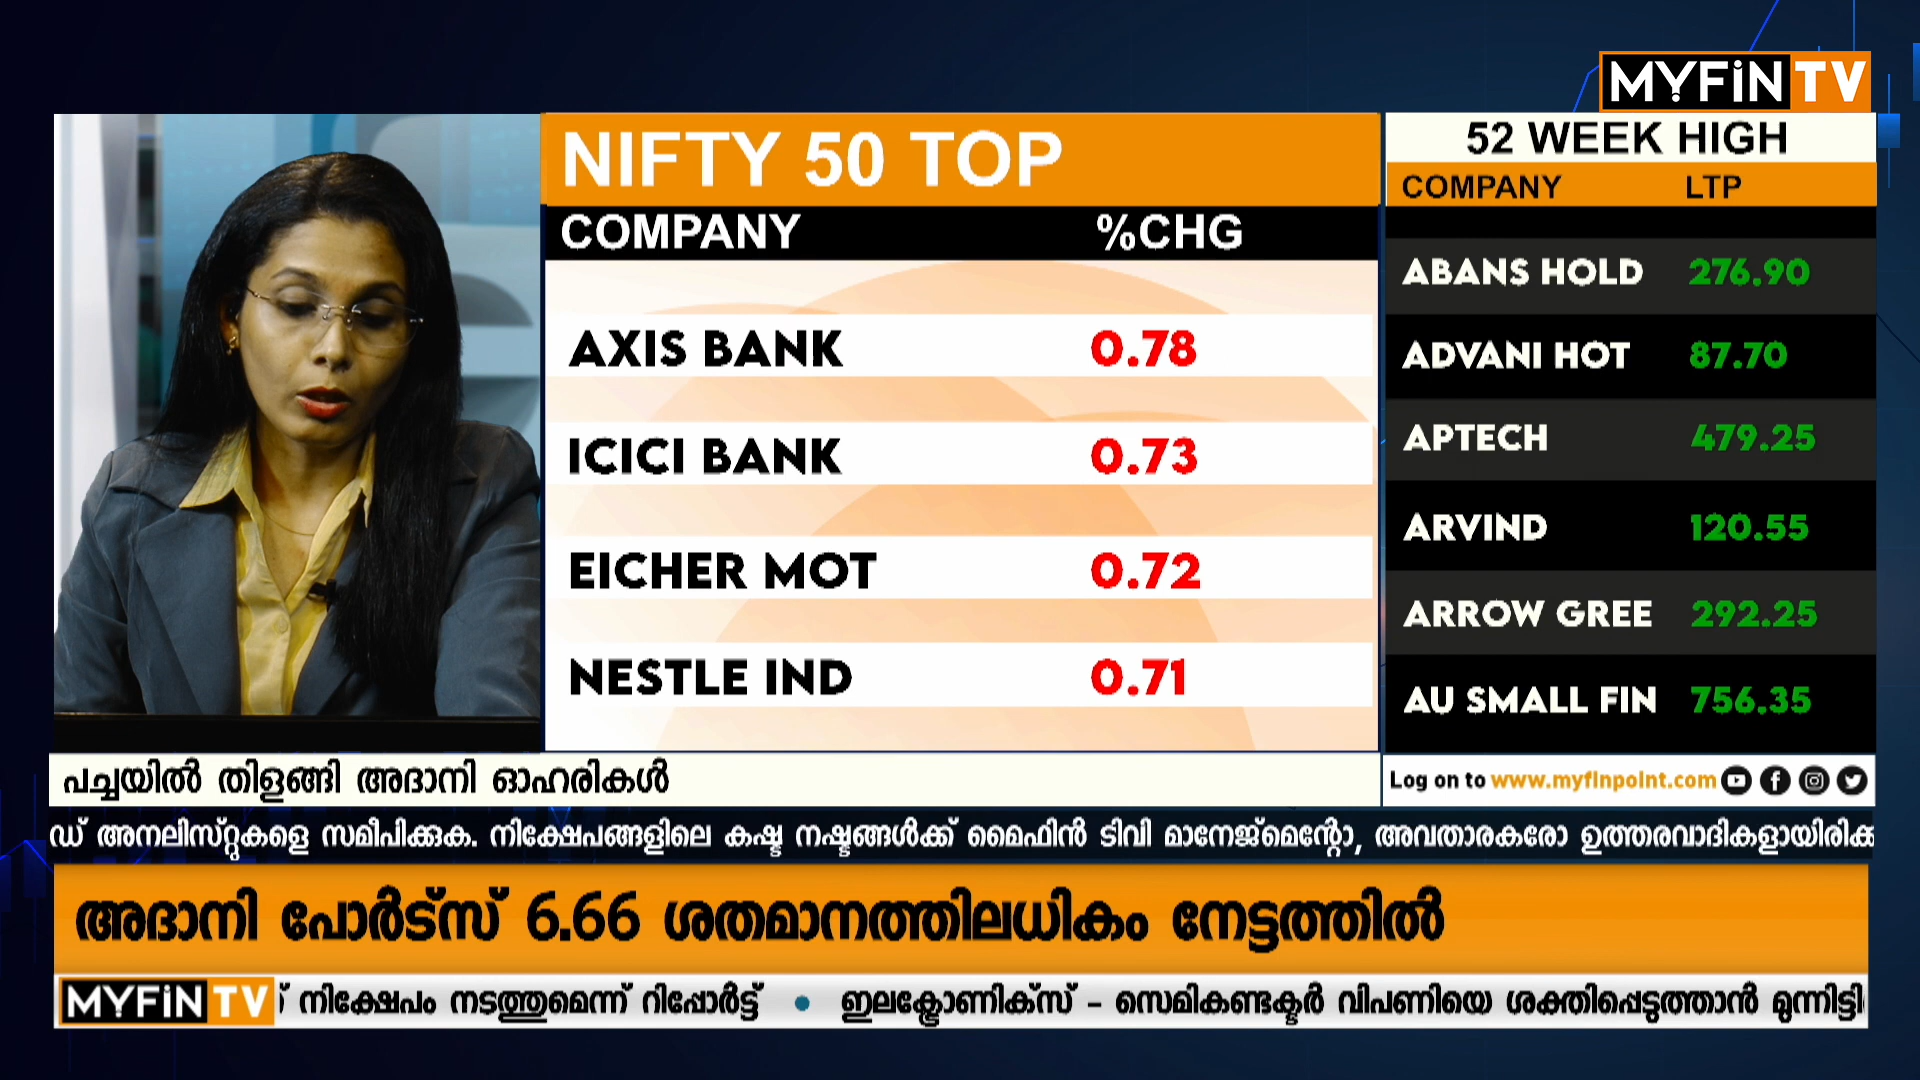 MYFiN TV
NIFTY 50 TOP
COMPANY %CHG
AXIS BANK 0.78
ICICI BANK 0.73
EICHER MOT 0.72
NESTLE IND 0.71
52 WEEK HIGH
COMPANY LTP
ABANS HOLD 276.90
ADVANI HOT 87.70
APTECH 479.25
ARVIND 120.55
ARROW GREE 292.25
AU SMALL FIN 756.35
പച്ചയിൽ തിളങ്ങി അദാനി ഓഹരികൾ
Log on to www.myfinpoint.com
ഡ് അനലിസ്റ്റുകളെ സമീപിക്കുക. നിക്ഷേപങ്ങളിലെ കഷ്ട നഷ്ടങ്ങൾക്ക് മൈഫിൻ ടിവി മാനേജ്മെന്റോ, അവതാരകരോ ഉത്തരവാദികളായിരിക്ക
അദാനി പോർട്സ് 6.66 ശതമാനത്തിലധികം നേട്ടത്തിൽ
MYFiN TV നിക്ഷേപം നടത്തുമെന്ന് റിപ്പോർട്ട് • ഇലക്ട്രോണിക്സ് – സെമികണ്ടക്ടർ വിപണിയെ ശക്തിപ്പെടുത്താൻ മുന്നിട്ടി